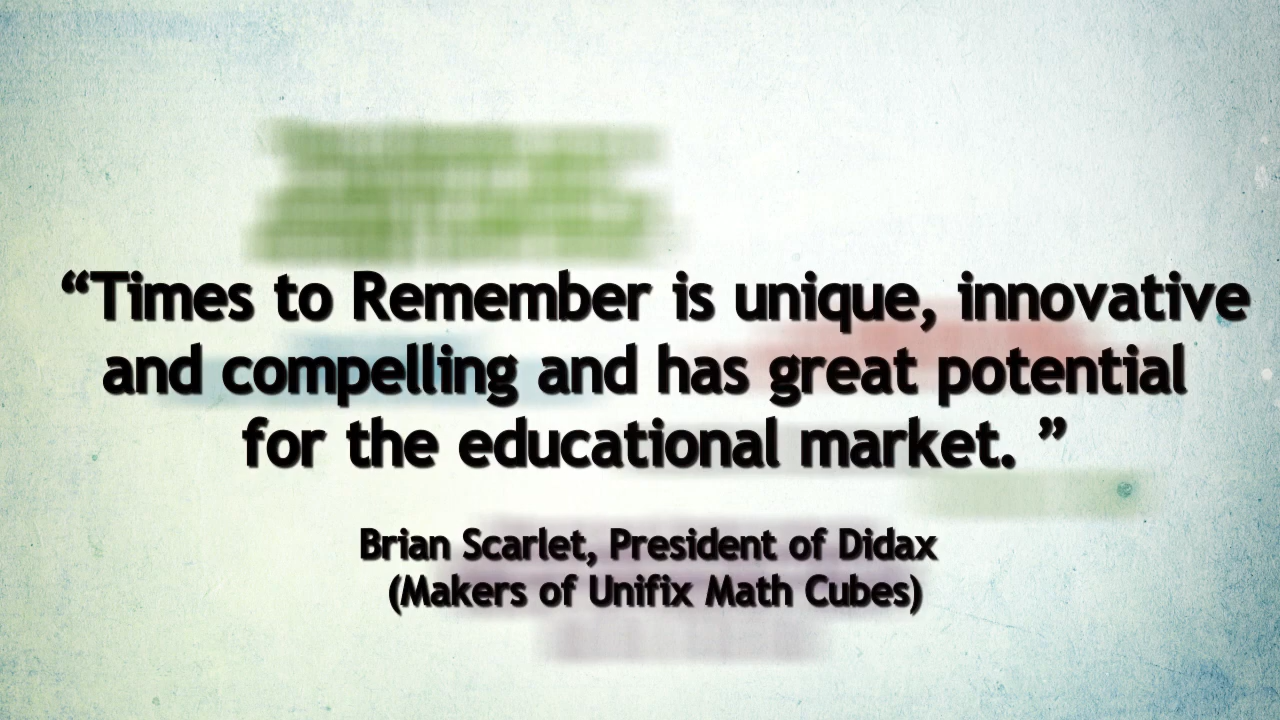 “Times to Remember is unique, innovative
and compelling and has great potential
for the educational market. ”
Brian Scarlet, President of Didax
(Makers of Unifix Math Cubes)